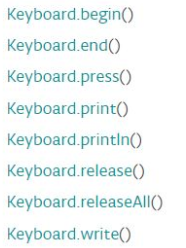 Keyboard.begin()
Keyboard.end()
Keyboard.press()
Keyboard.print()
Keyboard.println()
Keyboard.release()
Keyboard.releaseAll()
Keyboard.write()